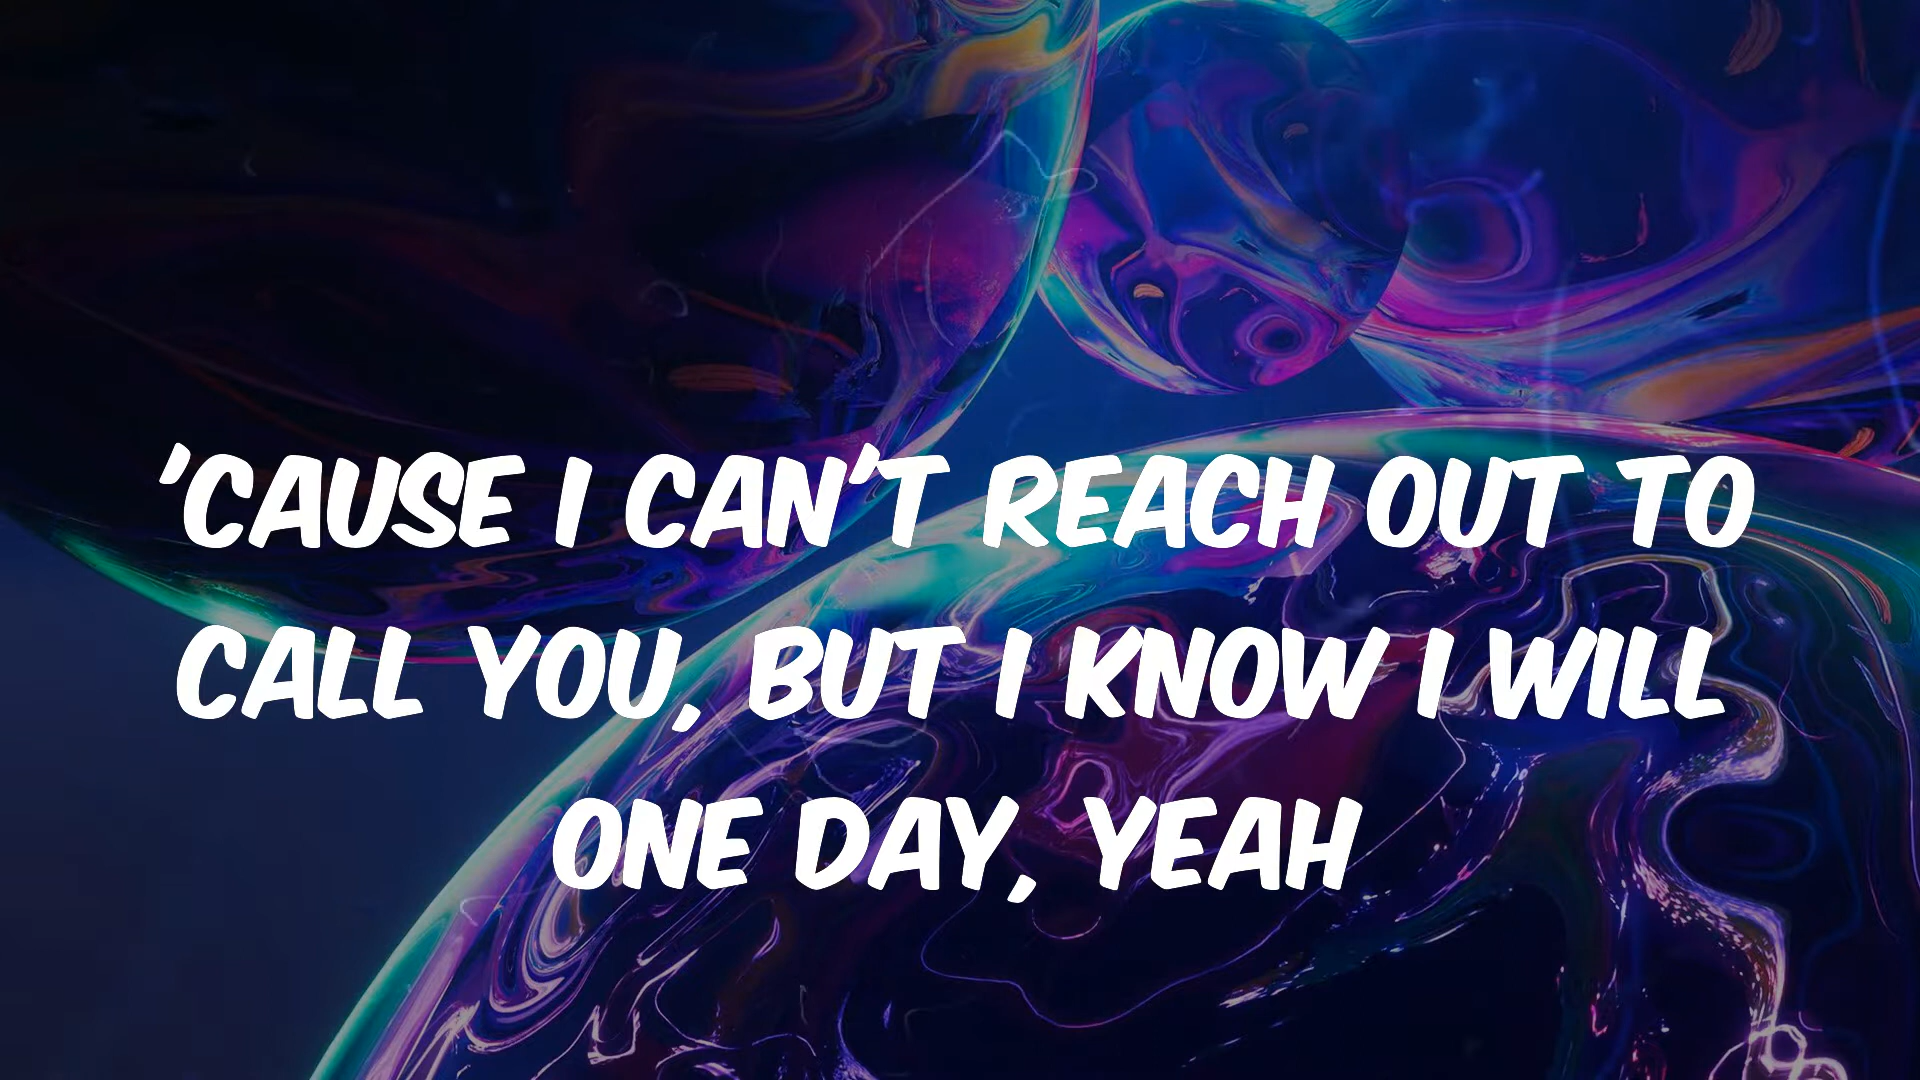 'CAUSE I CAN'T REACH OUT TO
CALL YOU, BUT I KNOW I WILL
ONE DAY, YEAH